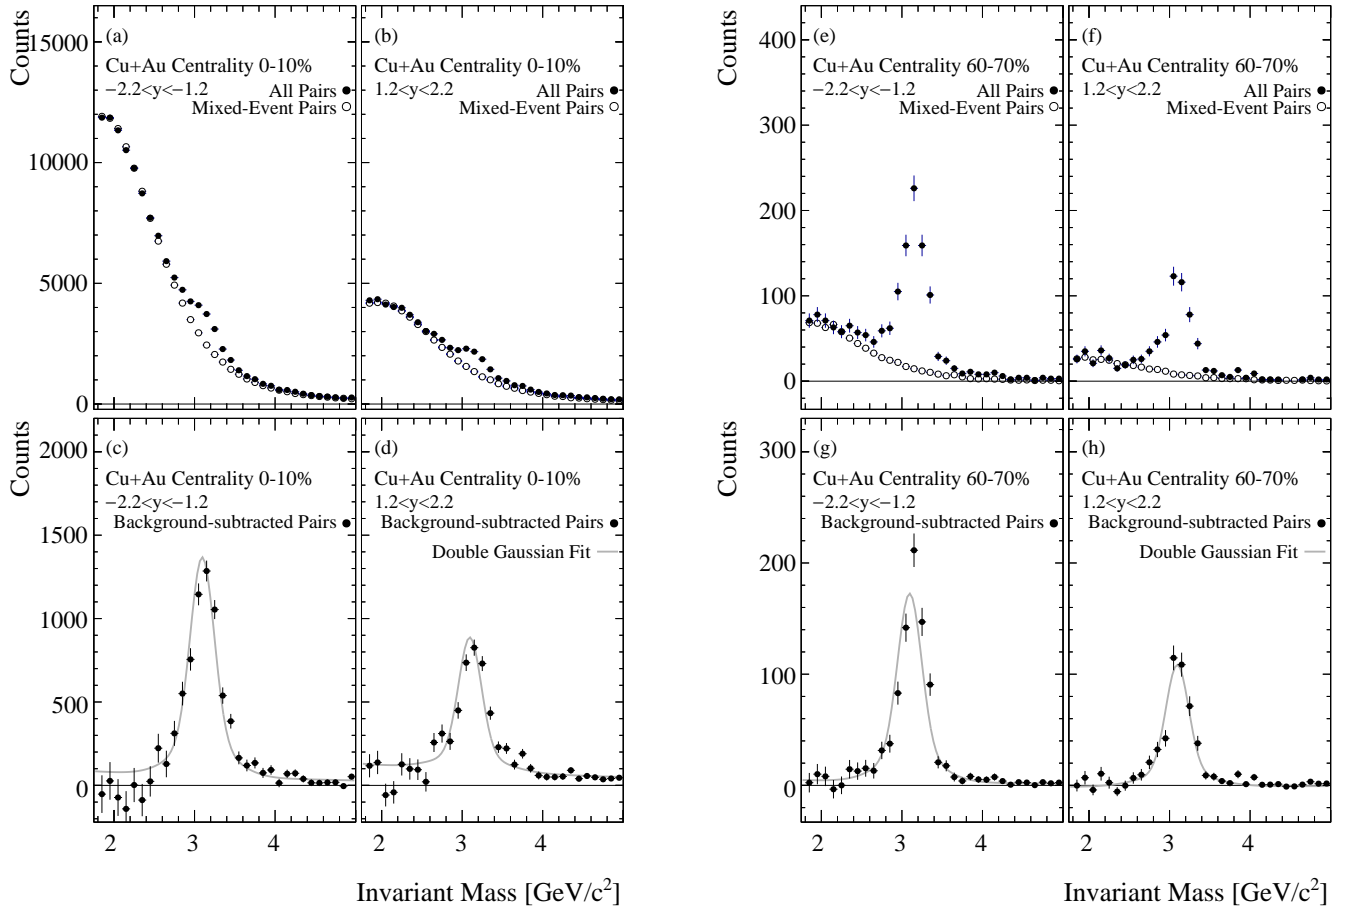 Counts
15000
10000
5000
0
(a)
Cu+Au Centrality 0-10%
−2.2<y<−1.2
All Pairs
Mixed-Event Pairs
(b)
Cu+Au Centrality 0-10%
1.2<y<2.2
All Pairs
Mixed-Event Pairs
Counts
2000
1500
1000
500
0
(c)
Cu+Au Centrality 0-10%
−2.2<y<−1.2
Background-subtracted Pairs
2 3 4
(d)
Cu+Au Centrality 0-10%
1.2<y<2.2
Background-subtracted Pairs
Double Gaussian Fit
2 3 4
Invariant Mass [GeV/c²]
Counts
400
300
200
100
0
(e)
Cu+Au Centrality 60-70%
−2.2<y<−1.2
All Pairs
Mixed-Event Pairs
(f)
Cu+Au Centrality 60-70%
1.2<y<2.2
All Pairs
Mixed-Event Pairs
Counts
300
200
100
0
(g)
Cu+Au Centrality 60-70%
−2.2<y<−1.2
Background-subtracted Pairs
2 3 4
(h)
Cu+Au Centrality 60-70%
1.2<y<2.2
Background-subtracted Pairs
Double Gaussian Fit
2 3 4
Invariant Mass [GeV/c²]